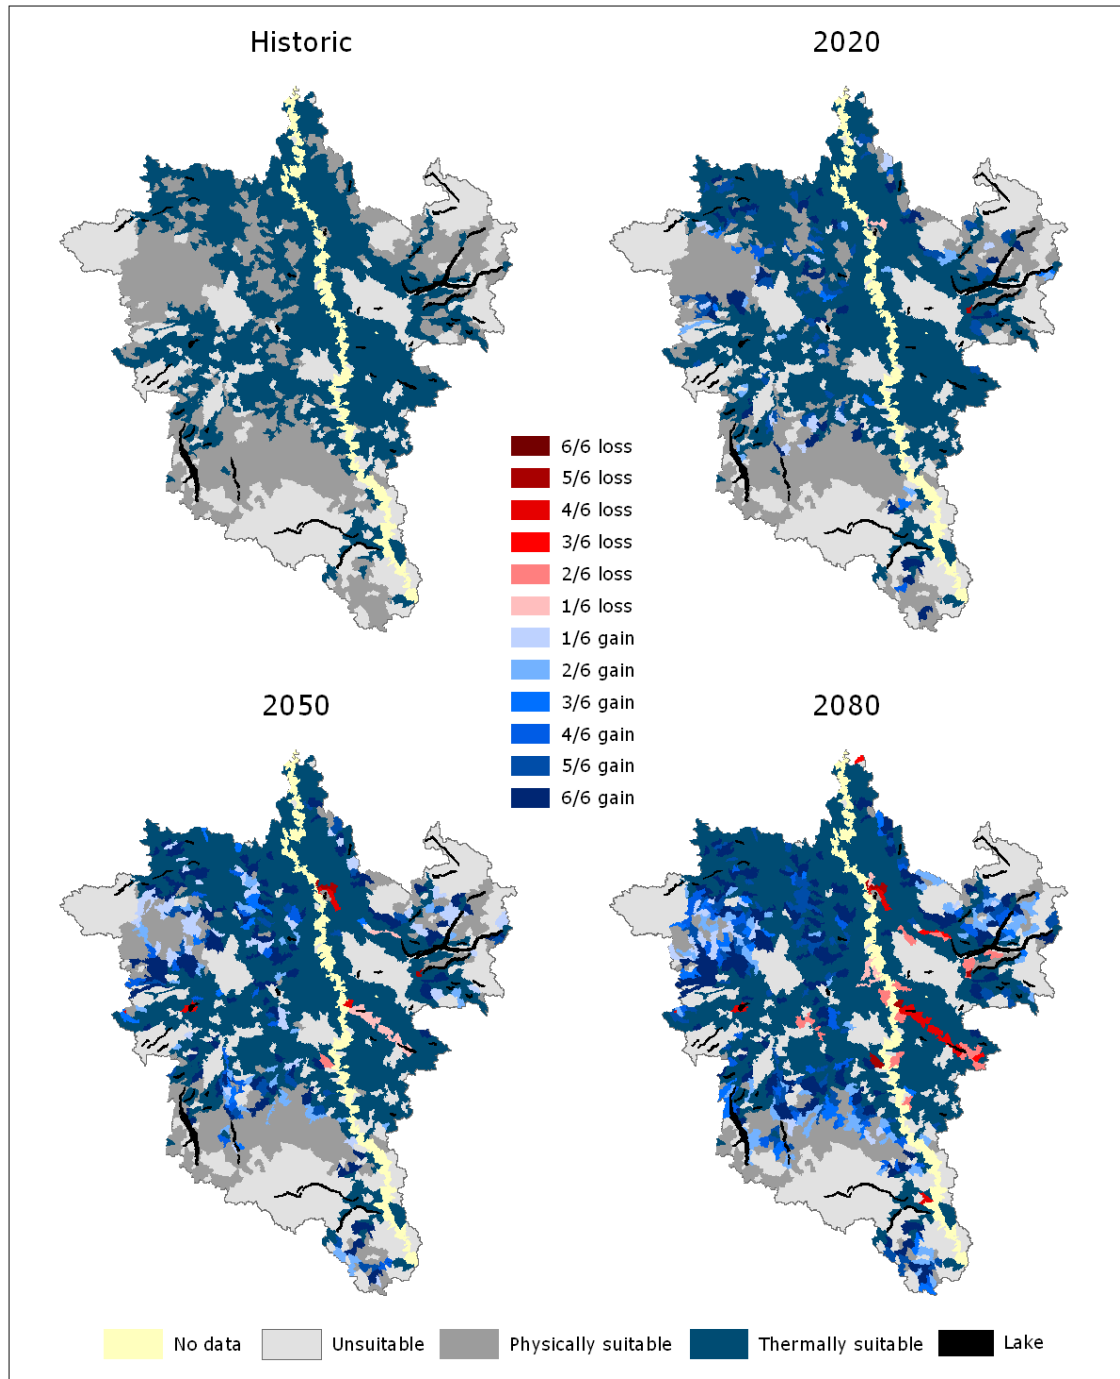 Historic
2020
6/6 loss
5/6 loss
4/6 loss
3/6 loss
2/6 loss
1/6 loss
1/6 gain
2/6 gain
3/6 gain
4/6 gain
5/6 gain
6/6 gain
2050
2080
No data
Unsuitable
Physically suitable
Thermally suitable
Lake